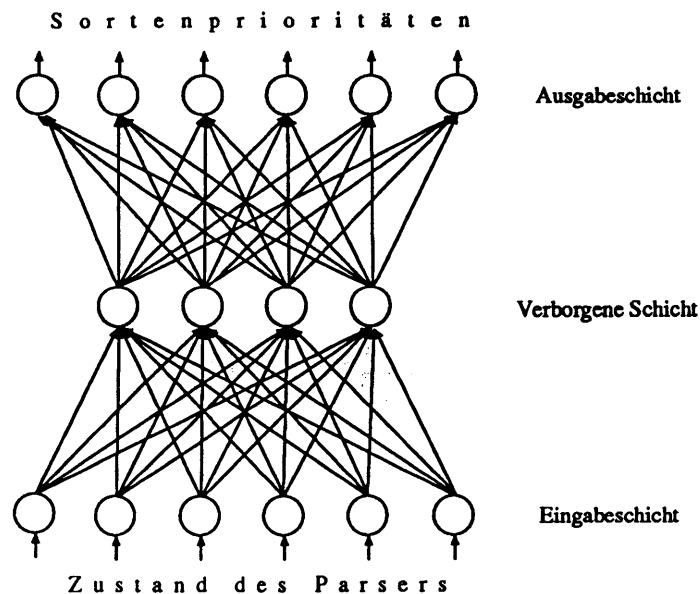 Sortenprioritäten
Ausgabeschicht
Verborgene Schicht
Eingabeschicht
Zustand des Parsers